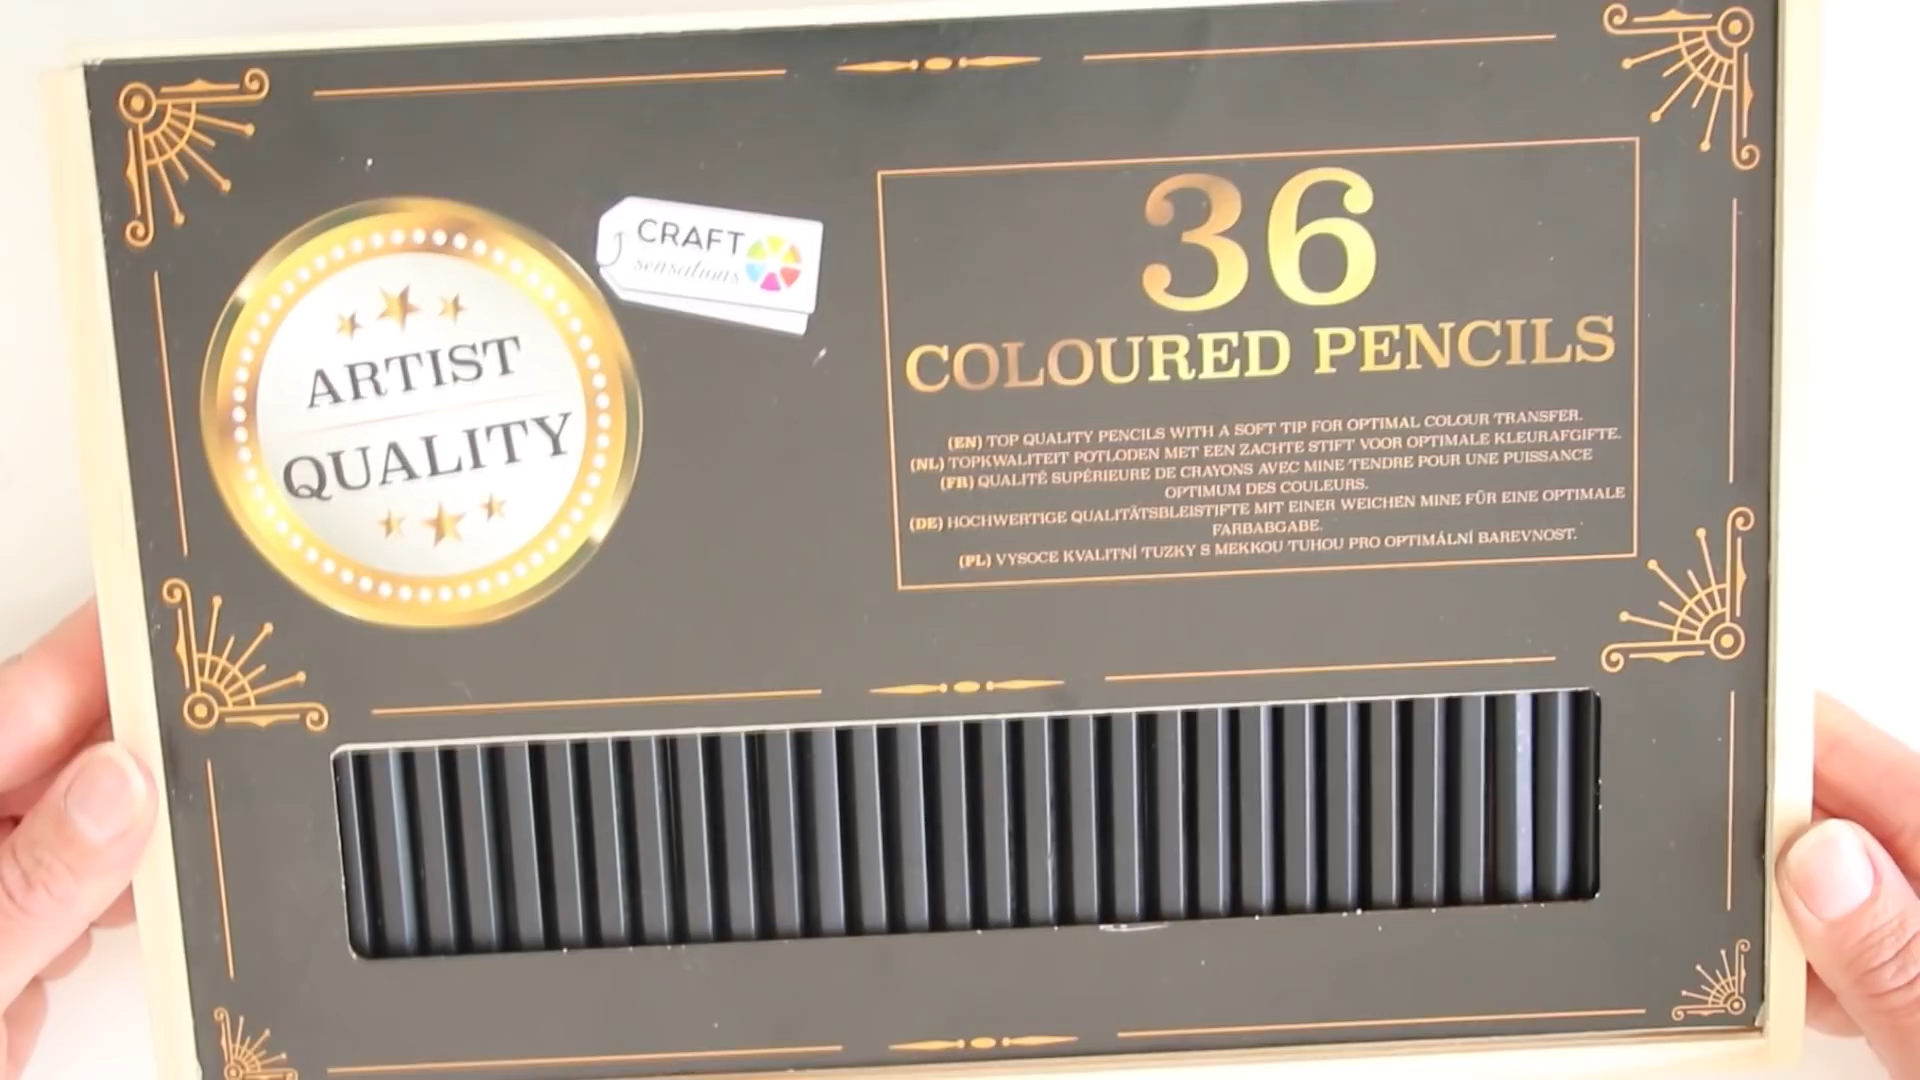 CRAFT
sensations
ARTIST
QUALITY
36
COLOURED PENCILS
(EN) TOP QUALITY PENCILS WITH A SOFT TIP FOR OPTIMAL COLOUR TRANSFER.
(NL) TOPKWALITEIT POTLODEN MET EEN ZACHTE STIFT VOOR OPTIMALE KLEURAFGIFTE.
(FR) QUALITÉ SUPÉRIEURE DE CRAYONS AVEC MINE TENDRE POUR UNE PUISSANCE
OPTIMUM DES COULEURS.
(DE) HOCHWERTIGE QUALITÄTSBLEISTIFTE MIT EINER WEICHEN MINE FÜR EINE OPTIMALE
FARBABGABE.
(PL) VYSOCE KVALITNÍ TUZKY S MEKKOU TUHOU PRO OPTIMÁLNÍ BAREVNOST.